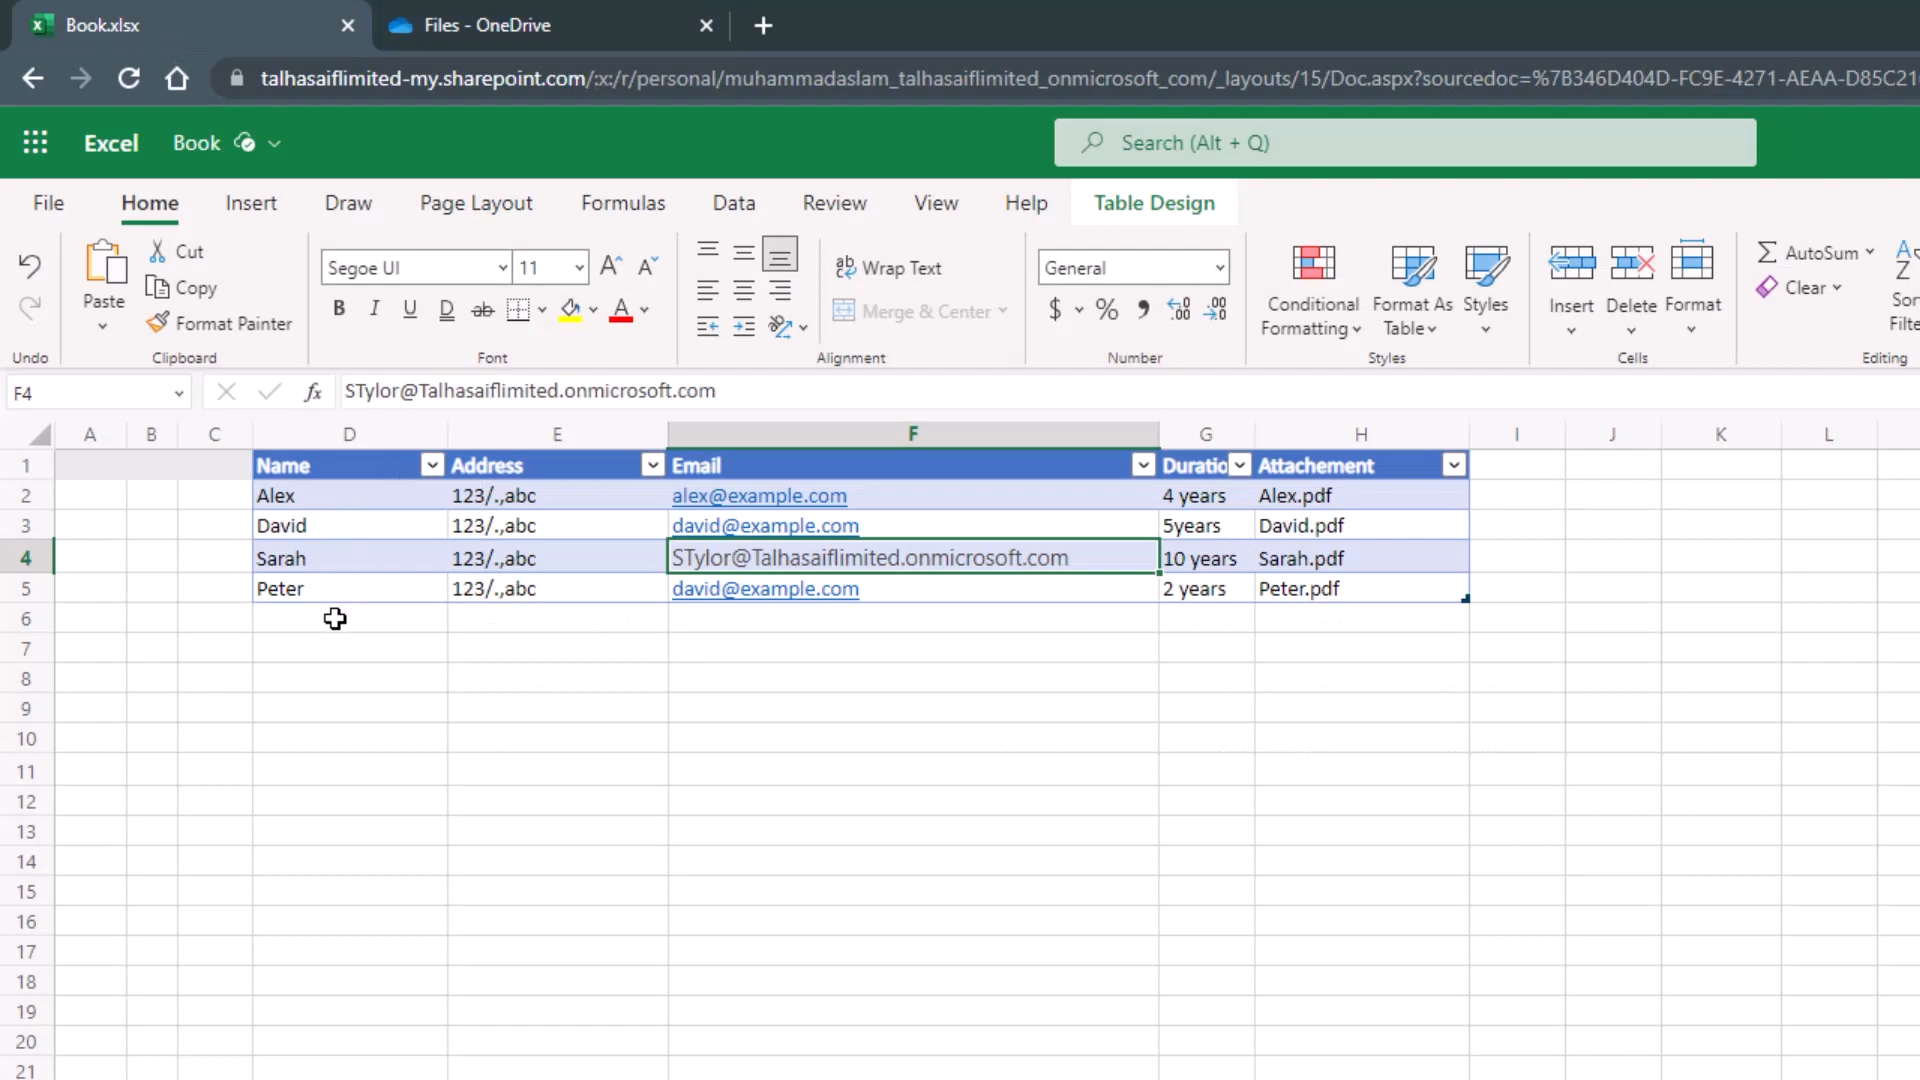 Book.xlsx
Files - OneDrive
talhasaiflimited-my.sharepoint.com/:x:/r/personal/muhammadaslam_talhasaiflimited_onmicrosoft_com/_layouts/15/Doc.aspx?sourcedoc=%7B346D404D-FC9E-4271-AEAA-D85C21
Excel Book Search (Alt + Q)
File Home Insert Draw Page Layout Formulas Data Review View Help Table Design
Cut
Copy
Format Painter
Paste
Segoe UI 11
B I U D ab
Wrap Text
Merge & Center
General
$ % 9
Conditional Formatting
Format As Table
Styles
Insert Delete Format
AutoSum
Clear
Sor
Filte
Undo Clipboard Font Alignment Number Styles Cells Editing
F4 fx STylor@Talhasaiflimited.onmicrosoft.com
A B C D E F G H I J K L
1 Name Address Email Duratio Attachement
2 Alex 123/.,abc alex@example.com 4 years Alex.pdf
3 David 123/.,abc david@example.com 5years David.pdf
4 Sarah 123/.,abc STylor@Talhasaiflimited.onmicrosoft.com 10 years Sarah.pdf
5 Peter 123/.,abc david@example.com 2 years Peter.pdf
6
7
8
9
10
11
12
13
14
15
16
17
18
19
20
21